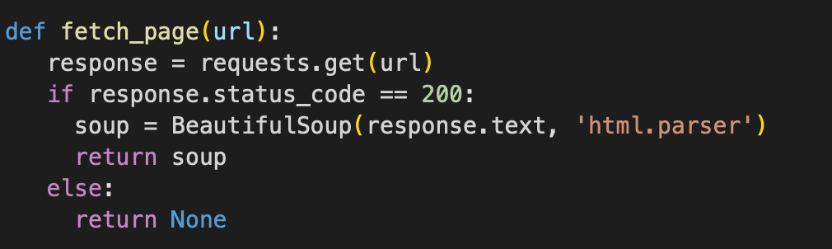 def fetch_page(url):
   response = requests.get(url)
   if response.status_code == 200:
     soup = BeautifulSoup(response.text, 'html.parser')
     return soup
   else:
     return None